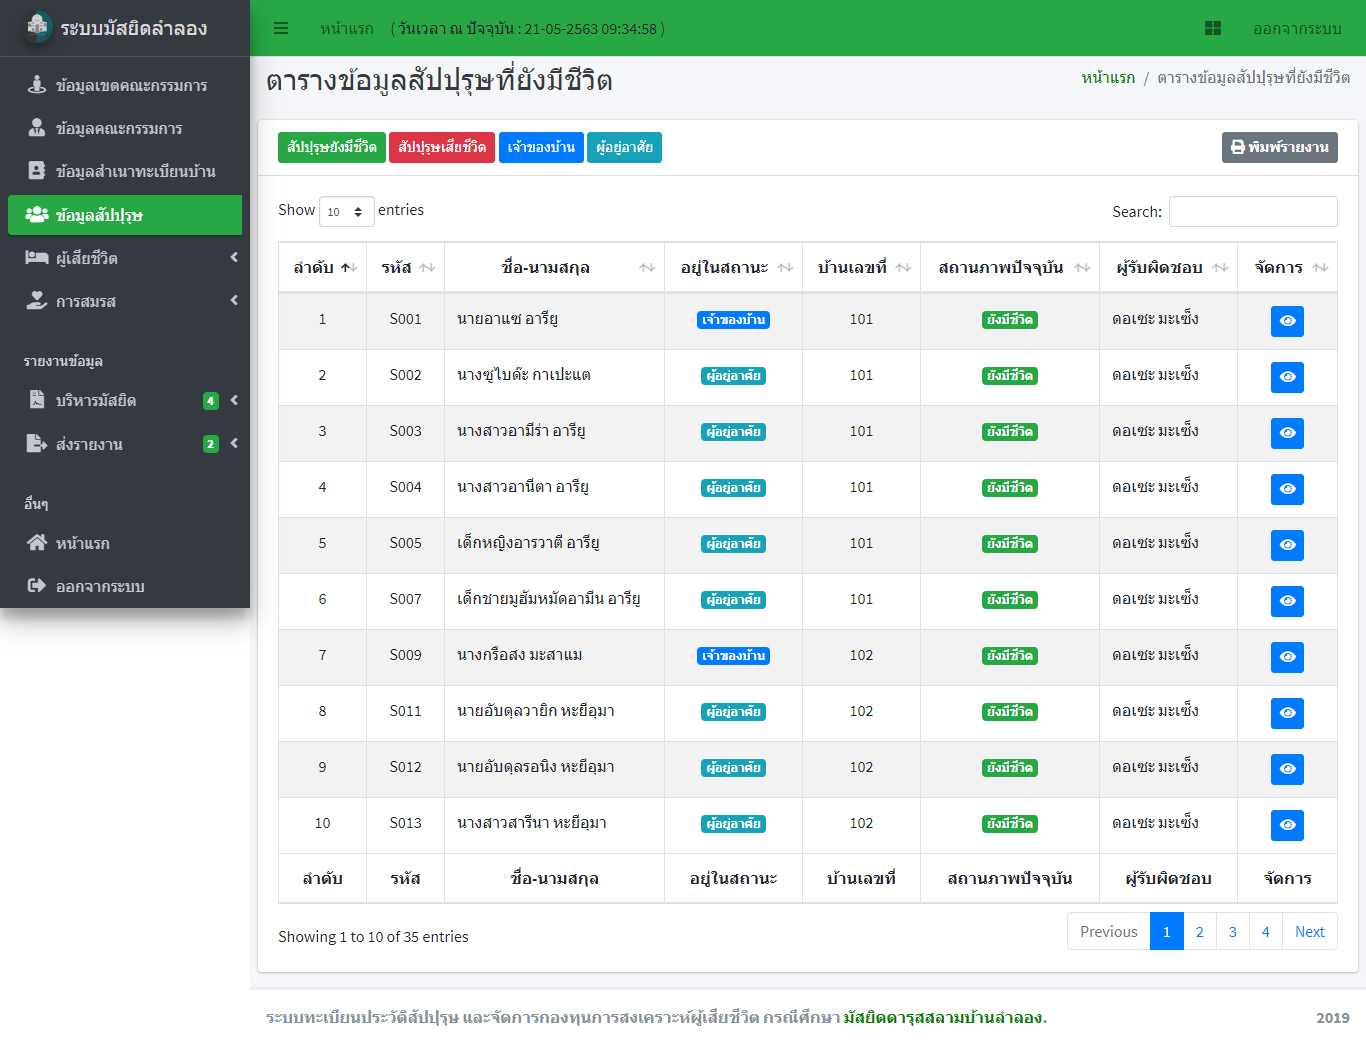 ระบบมัสยิดลำลอง
หน้าแรก ( วันเวลา ณ ปัจจุบัน : 21-05-2563 09:34:58 ) ออกจากระบบ
ข้อมูลเขตคณะกรรมการ
ข้อมูลคณะกรรมการ
ข้อมูลสำเนาทะเบียนบ้าน
ข้อมูลสัปปุรุษ
ผู้เสียชีวิต
การสมรส
รายงานข้อมูล
บริหารมัสยิด 4
ส่งรายงาน 2
อื่นๆ
หน้าแรก
ออกจากระบบ
ตารางข้อมูลสัปปุรุษที่ยังมีชีวิต หน้าแรก / ตารางข้อมูลสัปปุรุษที่ยังมีชีวิต
สัปปุรุษยังมีชีวิต สัปปุรุษเสียชีวิต เจ้าของบ้าน ผู้อยู่อาศัย พิมพ์รายงาน
Show 10 entries Search:
ลำดับ รหัส ชื่อ-นามสกุล อยู่ในสถานะ บ้านเลขที่ สถานภาพปัจจุบัน ผู้รับผิดชอบ จัดการ
1 S001 นายอาแซ อารียู เจ้าของบ้าน 101 ยังมีชีวิต ดอเซะ มะเซ็ง
2 S002 นางซูไบด๊ะ กาเปะแต ผู้อยู่อาศัย 101 ยังมีชีวิต ดอเซะ มะเซ็ง
3 S003 นางสาวอามีร่า อารียู ผู้อยู่อาศัย 101 ยังมีชีวิต ดอเซะ มะเซ็ง
4 S004 นางสาวอานีตา อารียู ผู้อยู่อาศัย 101 ยังมีชีวิต ดอเซะ มะเซ็ง
5 S005 เด็กหญิงอารวาตี อารียู ผู้อยู่อาศัย 101 ยังมีชีวิต ดอเซะ มะเซ็ง
6 S007 เด็กชายมูฮัมหมัดอามีน อารียู ผู้อยู่อาศัย 101 ยังมีชีวิต ดอเซะ มะเซ็ง
7 S009 นางกรือสง มะสาแม เจ้าของบ้าน 102 ยังมีชีวิต ดอเซะ มะเซ็ง
8 S011 นายอับดุลวายิก หะยีอุมา ผู้อยู่อาศัย 102 ยังมีชีวิต ดอเซะ มะเซ็ง
9 S012 นายอับดุลรอนิง หะยีอุมา ผู้อยู่อาศัย 102 ยังมีชีวิต ดอเซะ มะเซ็ง
10 S013 นางสาวสารีนา หะยีอุมา ผู้อยู่อาศัย 102 ยังมีชีวิต ดอเซะ มะเซ็ง
ลำดับ รหัส ชื่อ-นามสกุล อยู่ในสถานะ บ้านเลขที่ สถานภาพปัจจุบัน ผู้รับผิดชอบ จัดการ
Showing 1 to 10 of 35 entries Previous 1 2 3 4 Next
ระบบทะเบียนประวัติสัปปุรุษ และจัดการกองทุนการสงเคราะห์ผู้เสียชีวิต กรณีศึกษา มัสยิดดารุสสลามบ้านลำลอง. 2019